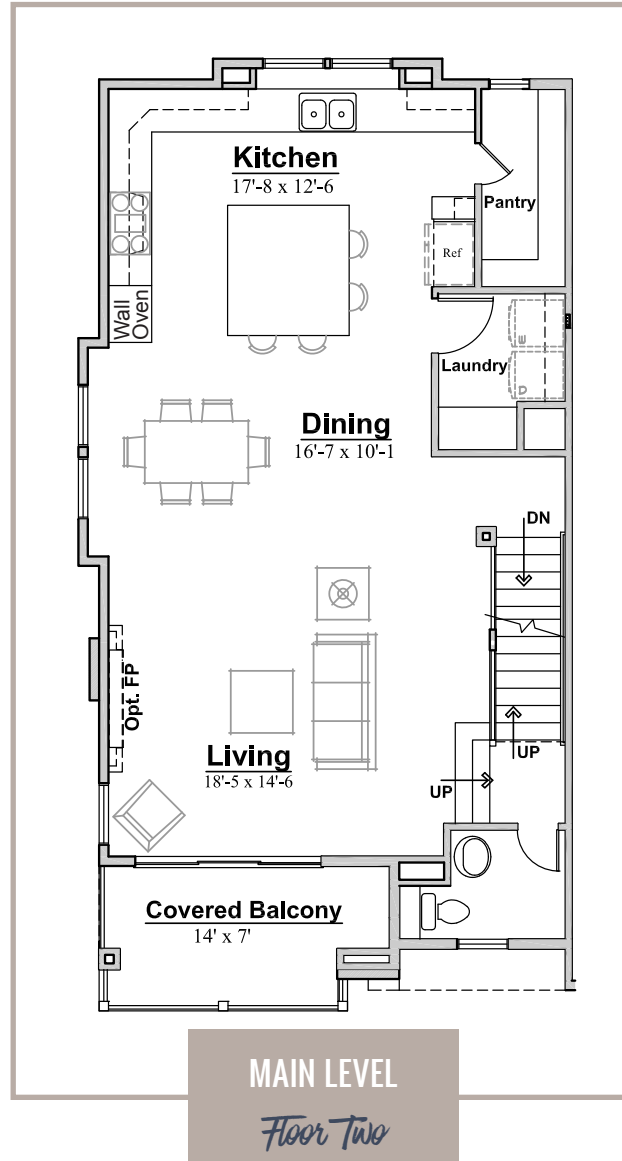 Kitchen
17'-8 x 12'-6
Pantry
Ref
Wall
Oven
E
D
Laundry
Dining
16'-7 x 10'-1
DN
Opt. FP
UP
Living
18'-5 x 14'-6
UP
Covered Balcony
14' x 7'
MAIN LEVEL
Floor Two